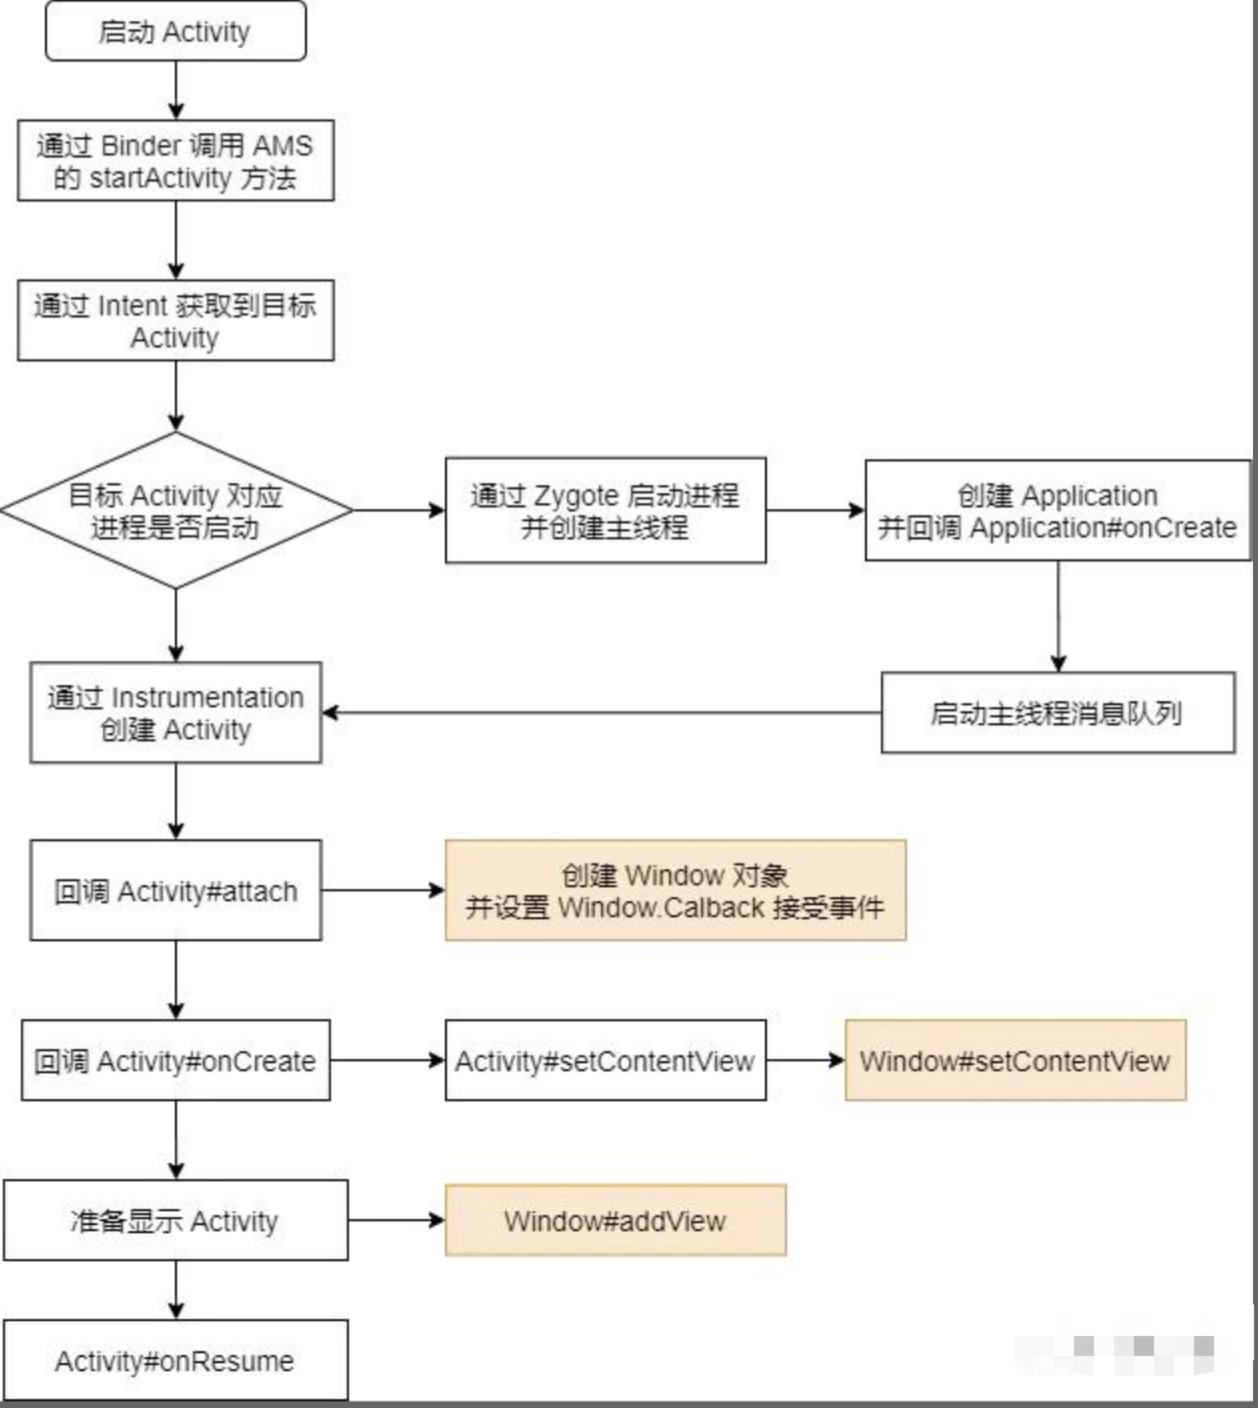 启动 Activity
通过 Binder 调用 AMS
的 startActivity 方法
通过 Intent 获取到目标
Activity
目标 Activity 对应
进程是否启动
通过 Zygote 启动进程
并创建主线程
创建 Application
并回调 Application#onCreate
启动主线程消息队列
通过 Instrumentation
创建 Activity
回调 Activity#attach
创建 Window 对象
并设置 Window.Calback 接受事件
回调 Activity#onCreate
Activity#setContentView
Window#setContentView
准备显示 Activity
Window#addView
Activity#onResume